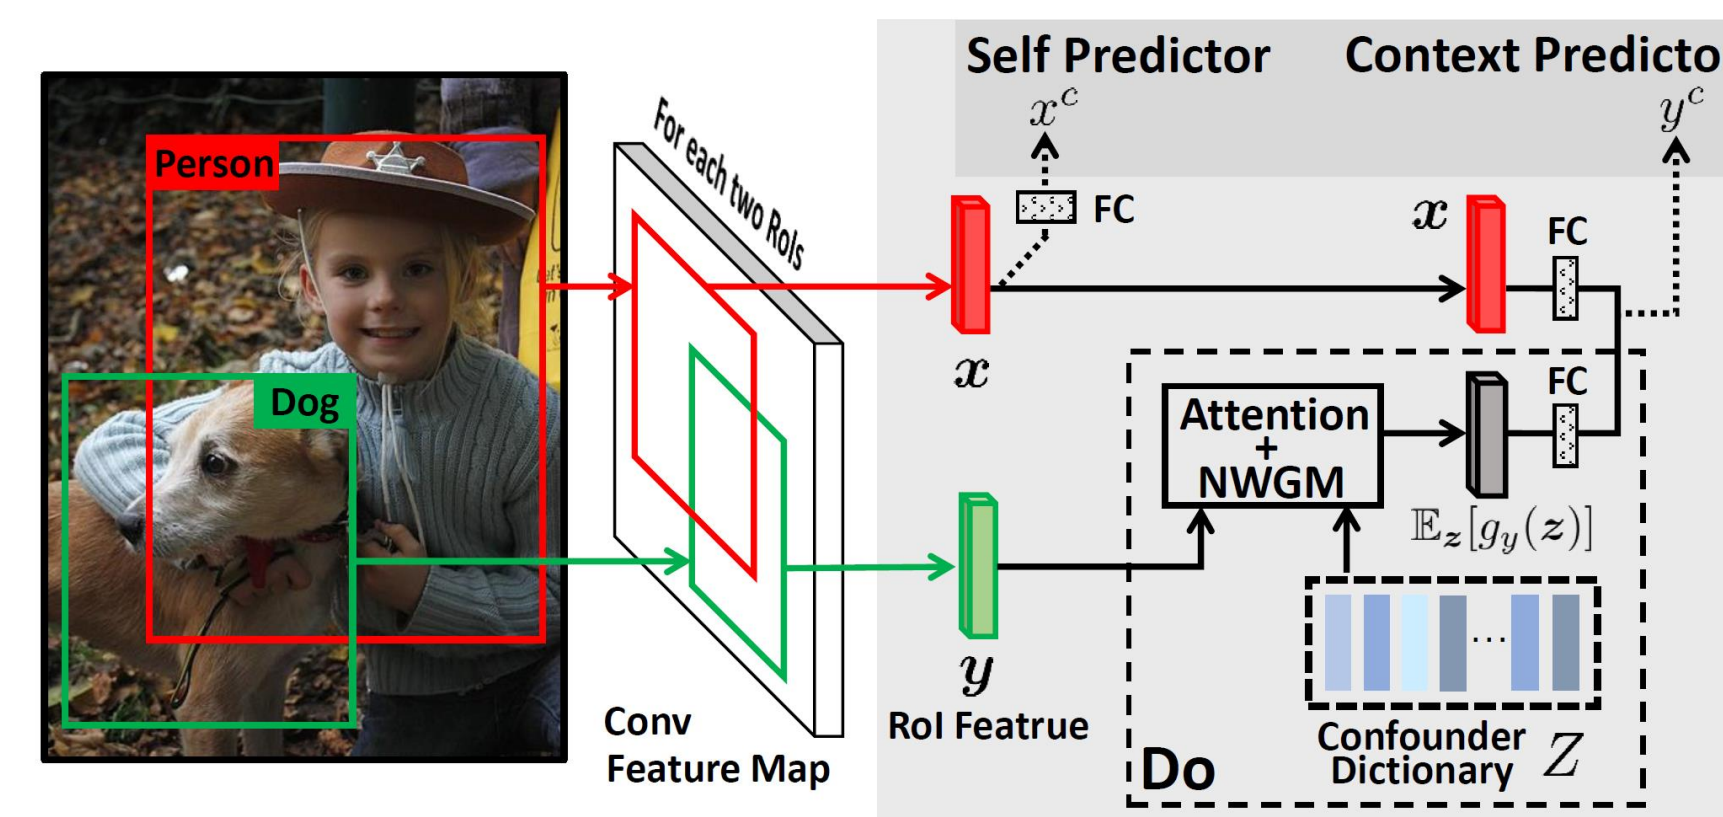 Self Predictor
Context Predicto
x^c
y^c
Person
For each two RoIs
FC
x
FC
x
Dog
Attention
+
NWGM
FC
𝔼_z[g_y(z)]
y
RoI Featrue
...
Conv
Feature Map
Confounder
Dictionary Z
Do